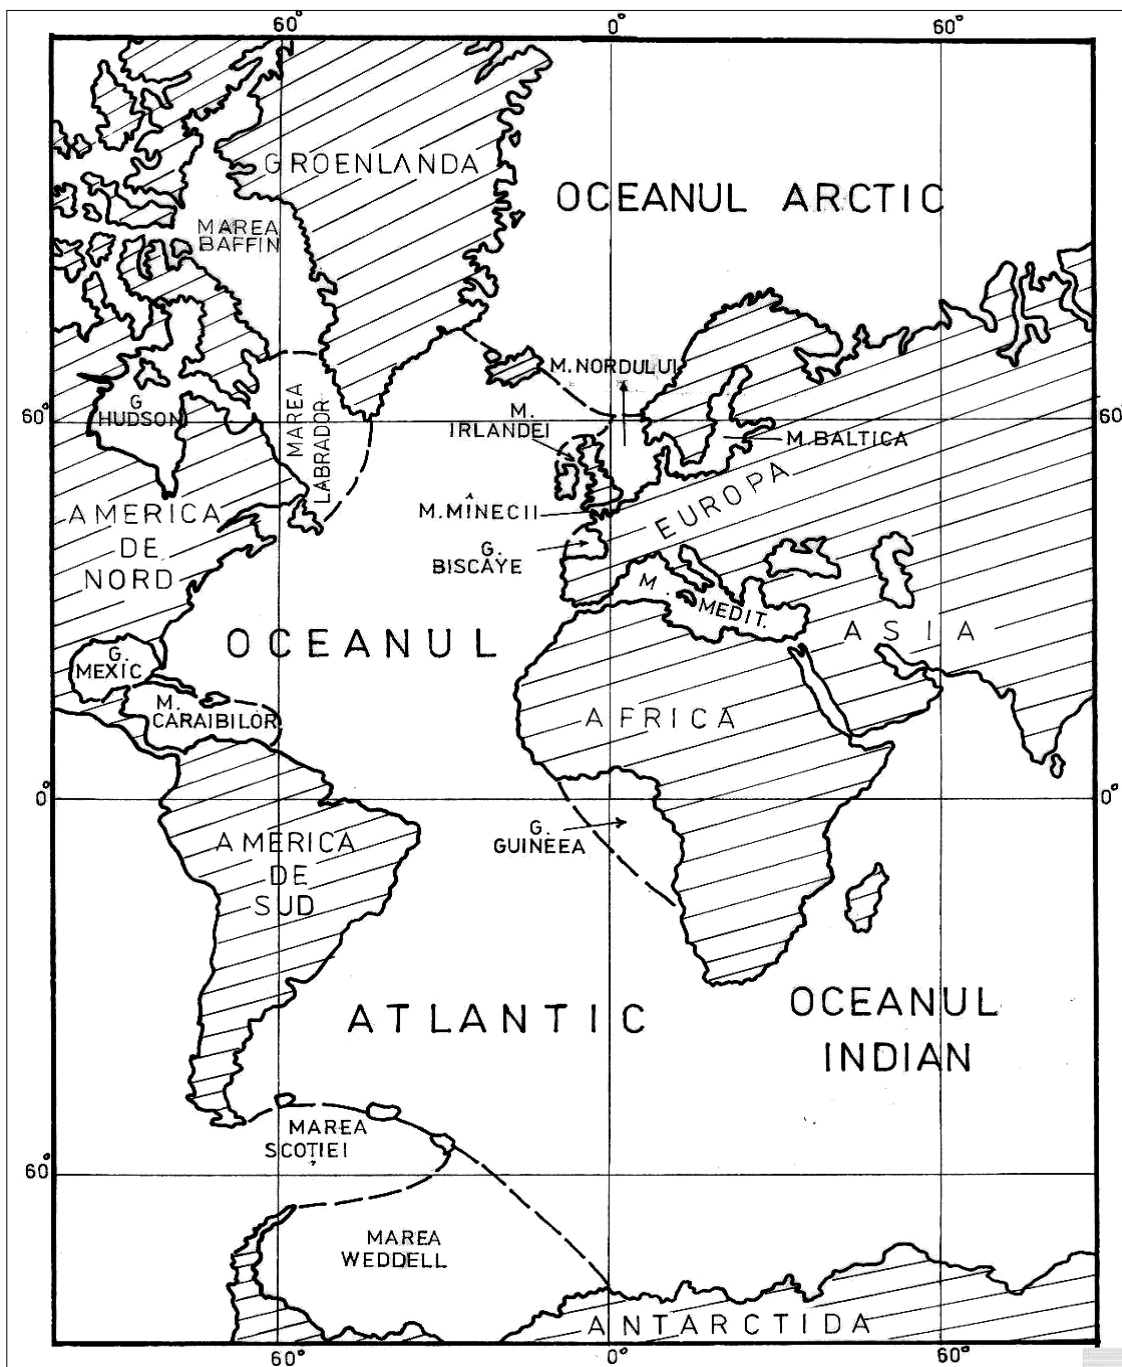 60°
0°
60°
GROENLANDA
OCEANUL ARCTIC
MAREA
BAFFIN
M. NORDULUI
G
HUDSON
60°
MAREA
LABRADOR
M.
IRLANDEI
60°
M. BALTICA
AMERICA
DE
NORD
M. MÎNECII
EUROPA
G.
BISCAYE
M. MEDIT.
OCEANUL
ASIA
G.
MEXIC
M.
CARAIBILOR
AFRICA
0°
0°
G.
GUINEEA
AMERICA
DE
SUD
ATLANTIC
OCEANUL
INDIAN
MAREA
SCOȚIEI
60°
60°
MAREA
WEDDELL
ANTARCTIDA
60°
0°
60°